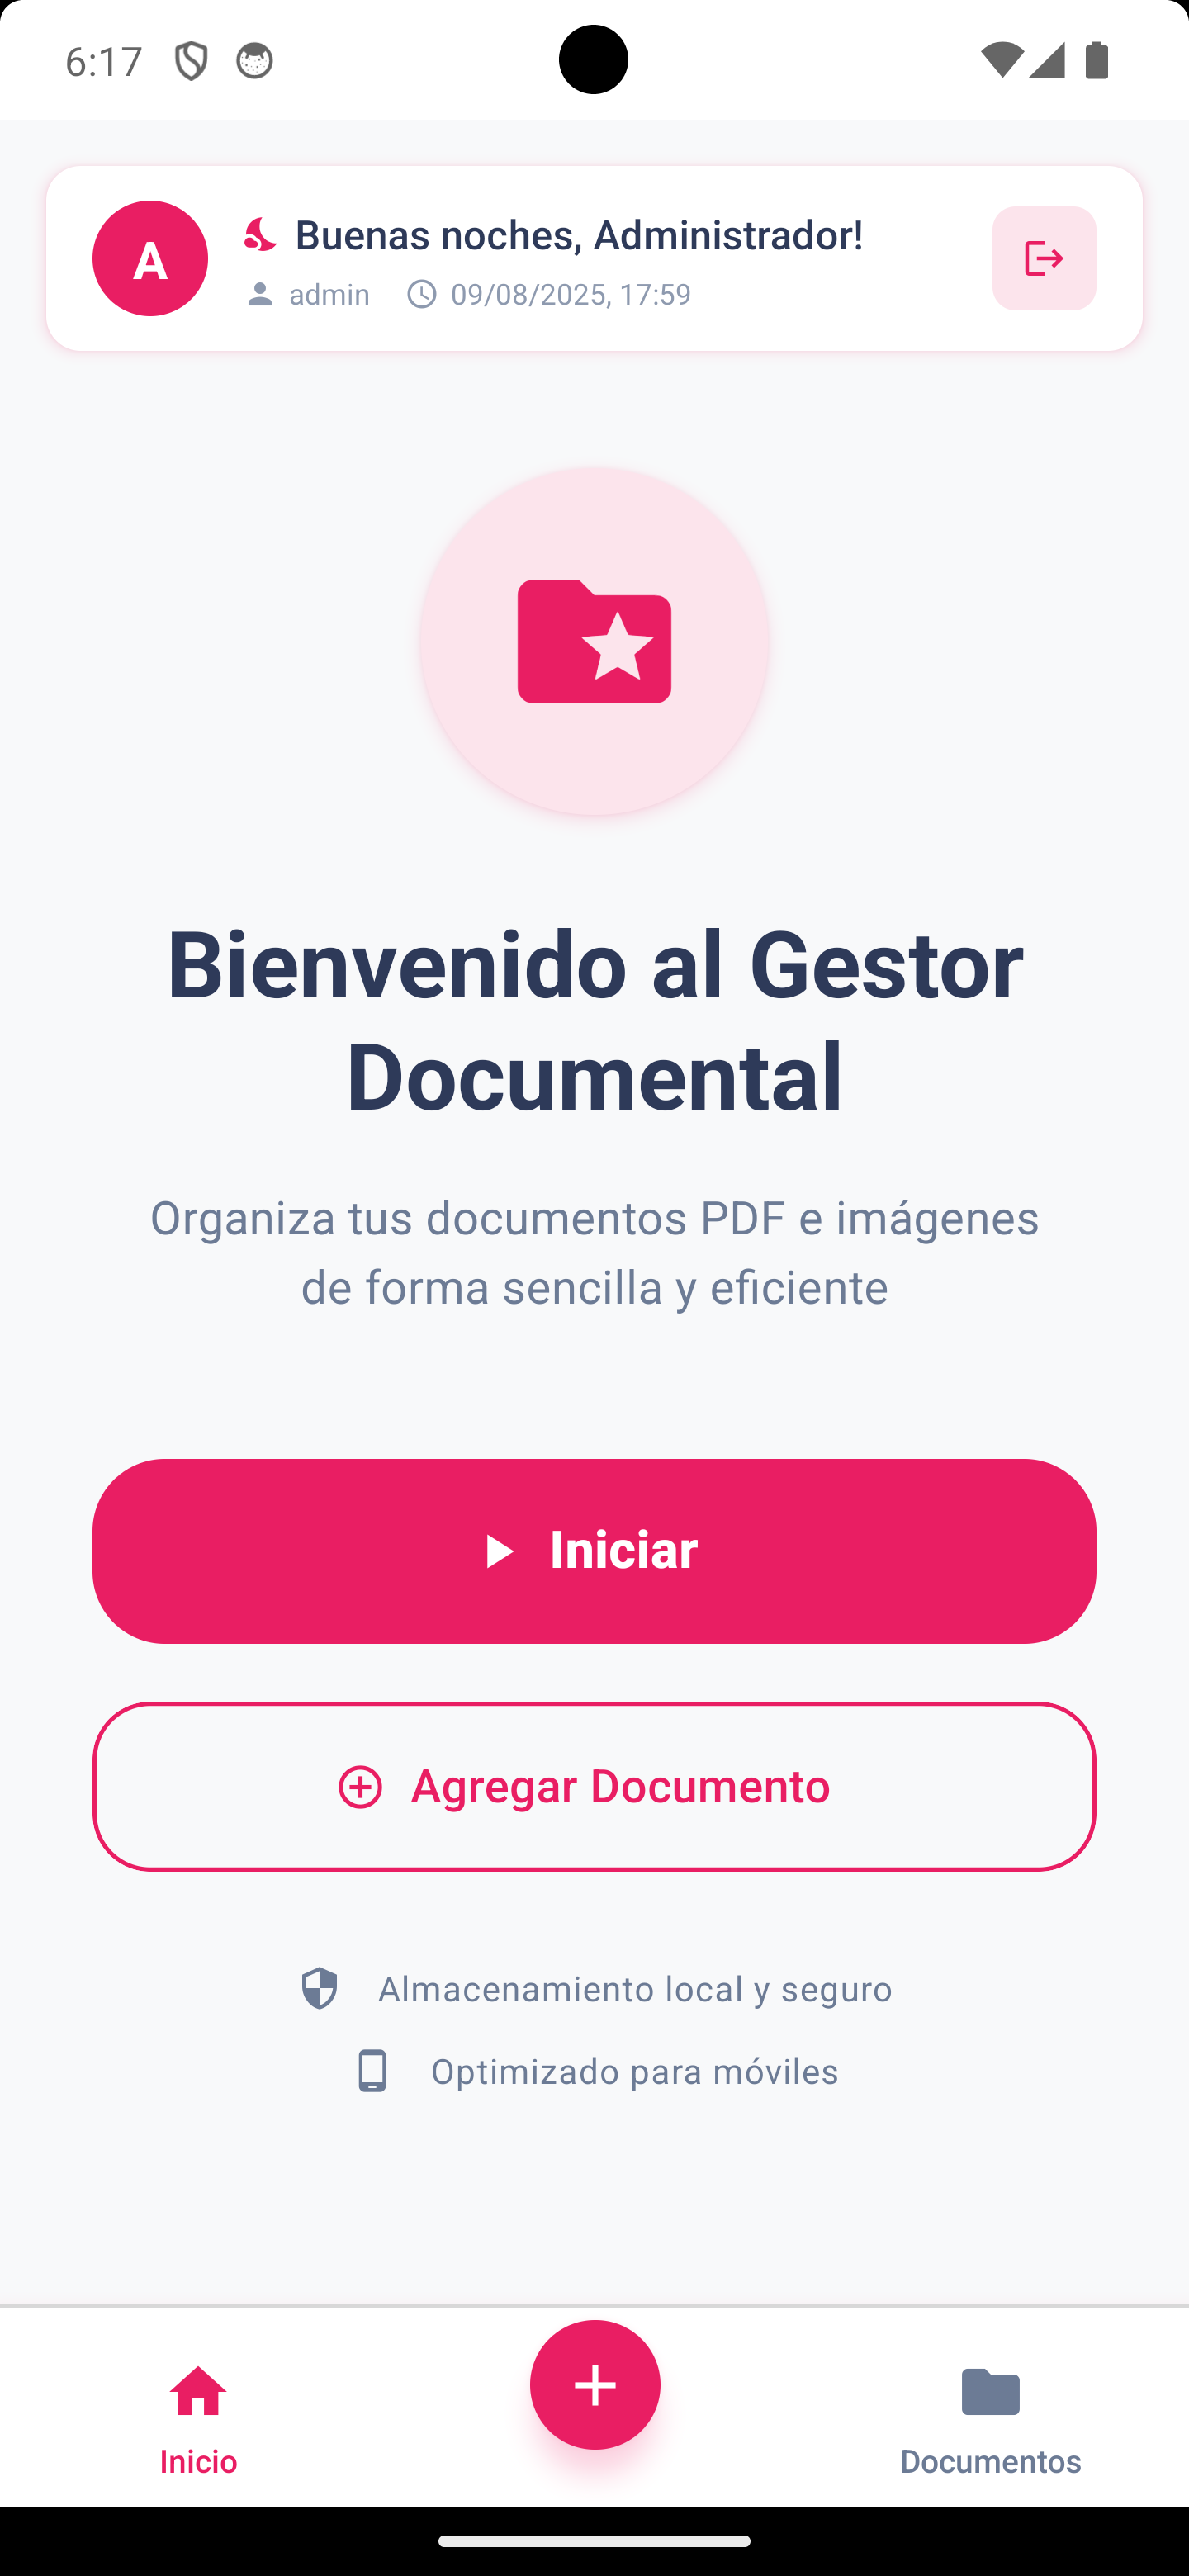 6:17
A
Buenas noches, Administrador!
admin
09/08/2025, 17:59
Bienvenido al Gestor
Documental
Organiza tus documentos PDF e imágenes
de forma sencilla y eficiente
Iniciar
Agregar Documento
Almacenamiento local y seguro
Optimizado para móviles
Inicio
Documentos